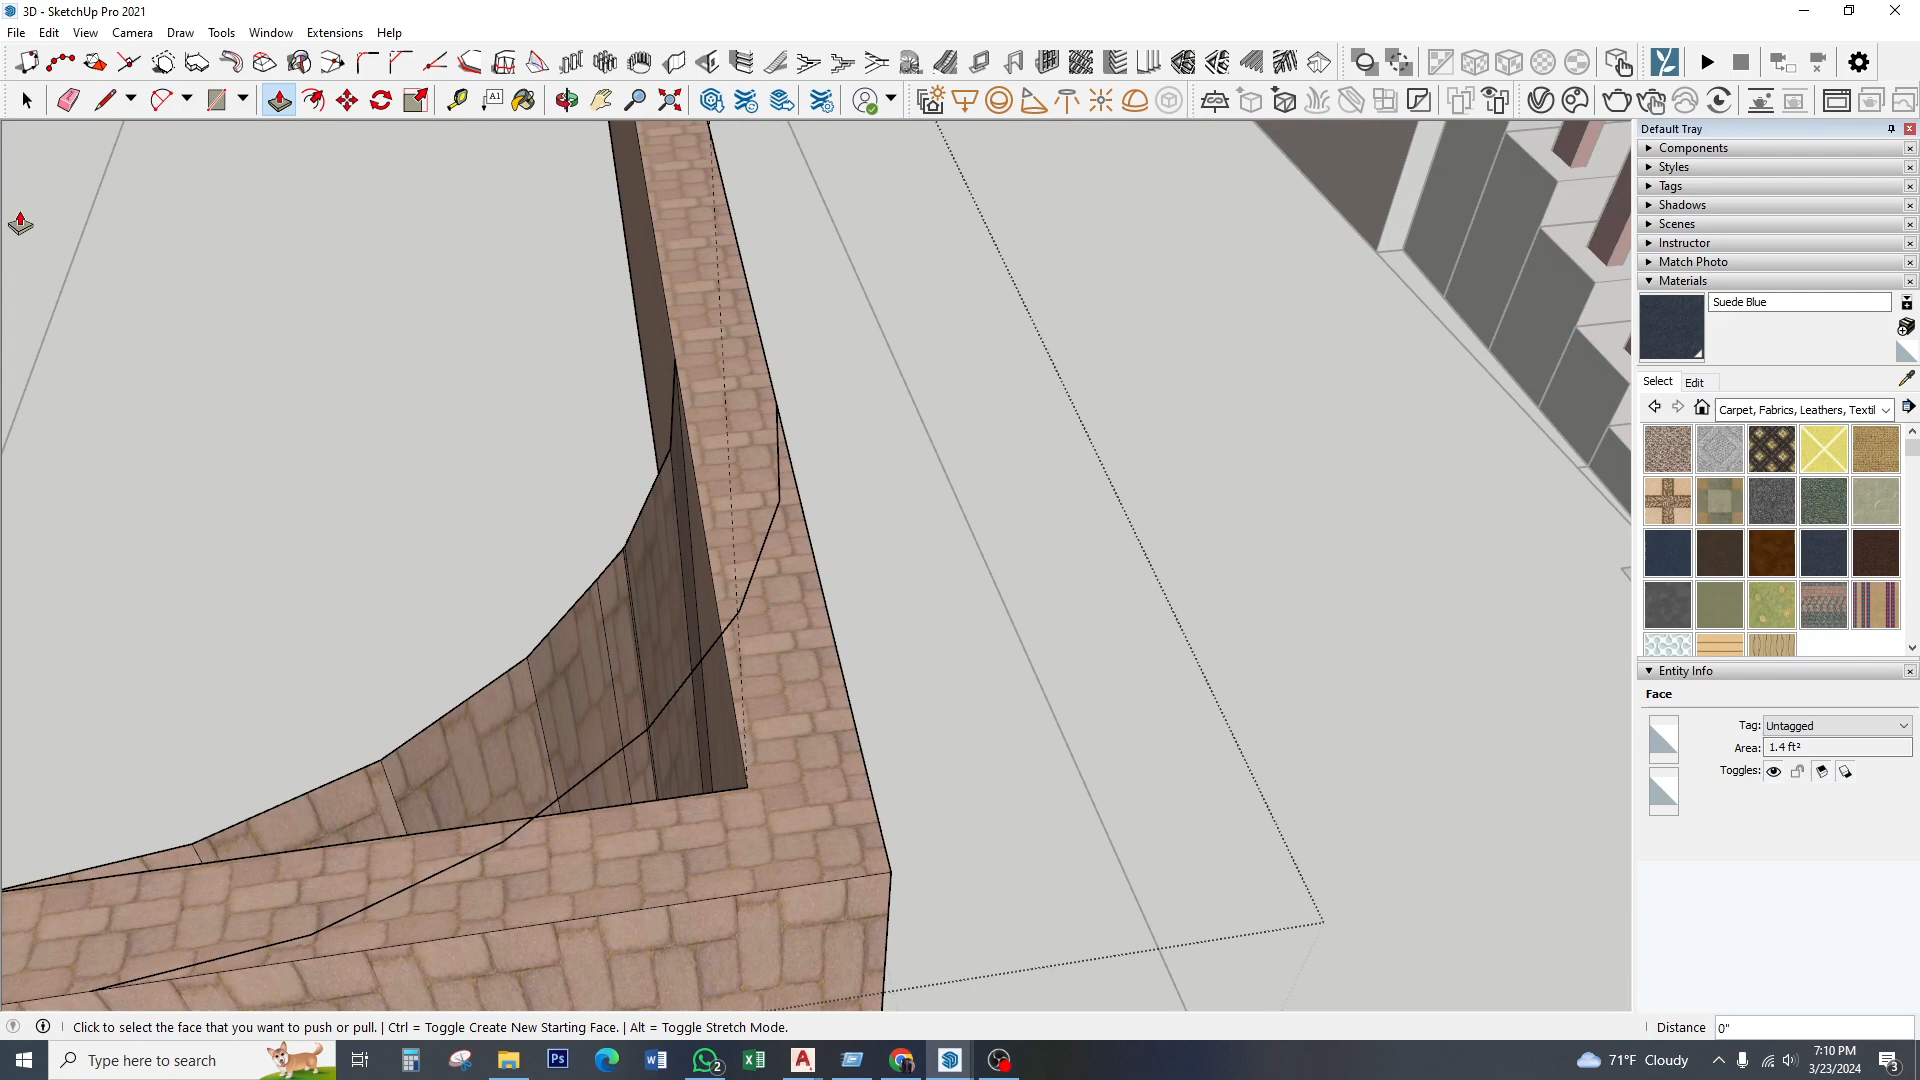 3D - SketchUp Pro 2021
File Edit View Camera Draw Tools Window Extensions Help
A1
Default Tray
Components
Styles
Tags
Shadows
Scenes
Instructor
Match Photo
Materials
Suede Blue
Select Edit
Carpet, Fabrics, Leathers, Textil
Entity Info
Face
Tag: Untagged
Area: 1.4 ft²
Toggles:
Click to select the face that you want to push or pull. | Ctrl = Toggle Create New Starting Face. | Alt = Toggle Stretch Mode.
Distance 0"
Type here to search
Ps
2
71°F Cloudy
7:10 PM
3/23/2024
3